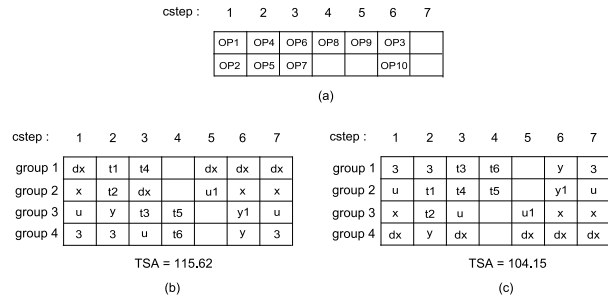 cstep : 1 2 3 4 5 6 7
OP1 OP4 OP6 OP8 OP9 OP3
OP2 OP5 OP7 OP10
(a)
cstep : 1 2 3 4 5 6 7
group 1 dx t1 t4 dx dx dx
group 2 x t2 dx u1 x x
group 3 u y t3 t5 y1 u
group 4 3 3 u t6 y 3
TSA = 115.62
(b)
cstep : 1 2 3 4 5 6 7
group 1 3 3 t3 t6 y 3
group 2 u t1 t4 t5 y1 u
group 3 x t2 u u1 x x
group 4 dx y dx dx dx dx
TSA = 104.15
(c)